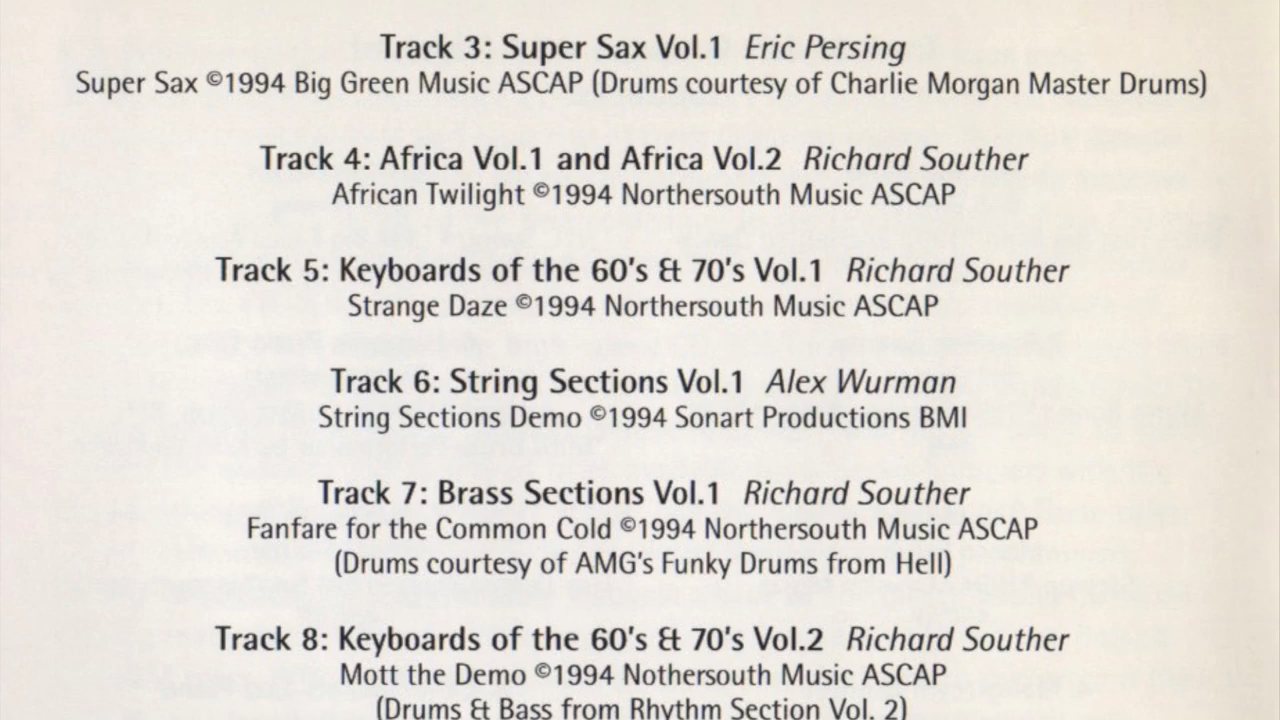 Track 3: Super Sax Vol.1 Eric Persing
Super Sax ©1994 Big Green Music ASCAP (Drums courtesy of Charlie Morgan Master Drums)
Track 4: Africa Vol.1 and Africa Vol.2 Richard Souther
African Twilight ©1994 Northersouth Music ASCAP
Track 5: Keyboards of the 60's & 70's Vol.1 Richard Souther
Strange Daze ©1994 Northersouth Music ASCAP
Track 6: String Sections Vol.1 Alex Wurman
String Sections Demo ©1994 Sonart Productions BMI
Track 7: Brass Sections Vol.1 Richard Souther
Fanfare for the Common Cold ©1994 Northersouth Music ASCAP
(Drums courtesy of AMG's Funky Drums from Hell)
Track 8: Keyboards of the 60's & 70's Vol.2 Richard Souther
Mott the Demo ©1994 Nothersouth Music ASCAP
(Drums & Bass from Rhythm Section Vol. 2)